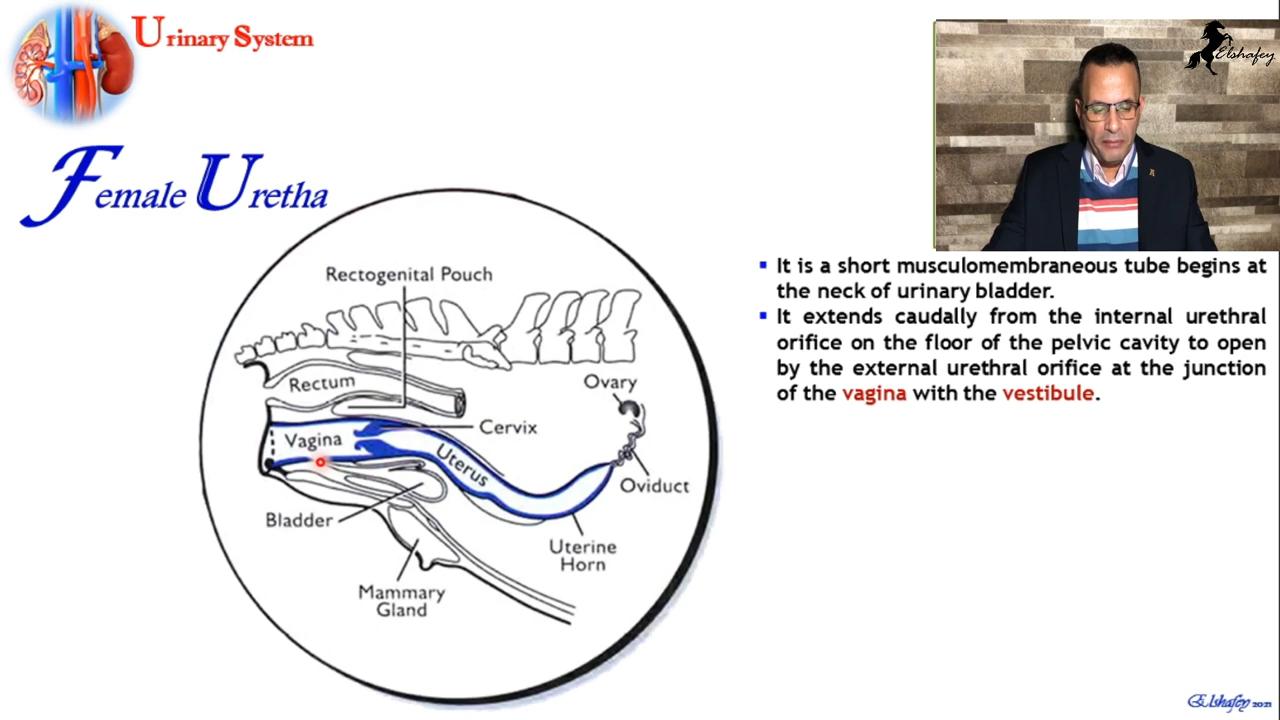 Urinary System
Elshafey
Female Uretha
It is a short musculomembraneous tube begins at
the neck of urinary bladder.
It extends caudally from the internal urethral
orifice on the floor of the pelvic cavity to open
by the external urethral orifice at the junction
of the vagina with the vestibule.
Rectogenital Pouch
Rectum
Ovary
Cervix
Vagina
Uterus
Oviduct
Bladder
Uterine
Horn
Mammary
Gland
Elshafey 2021